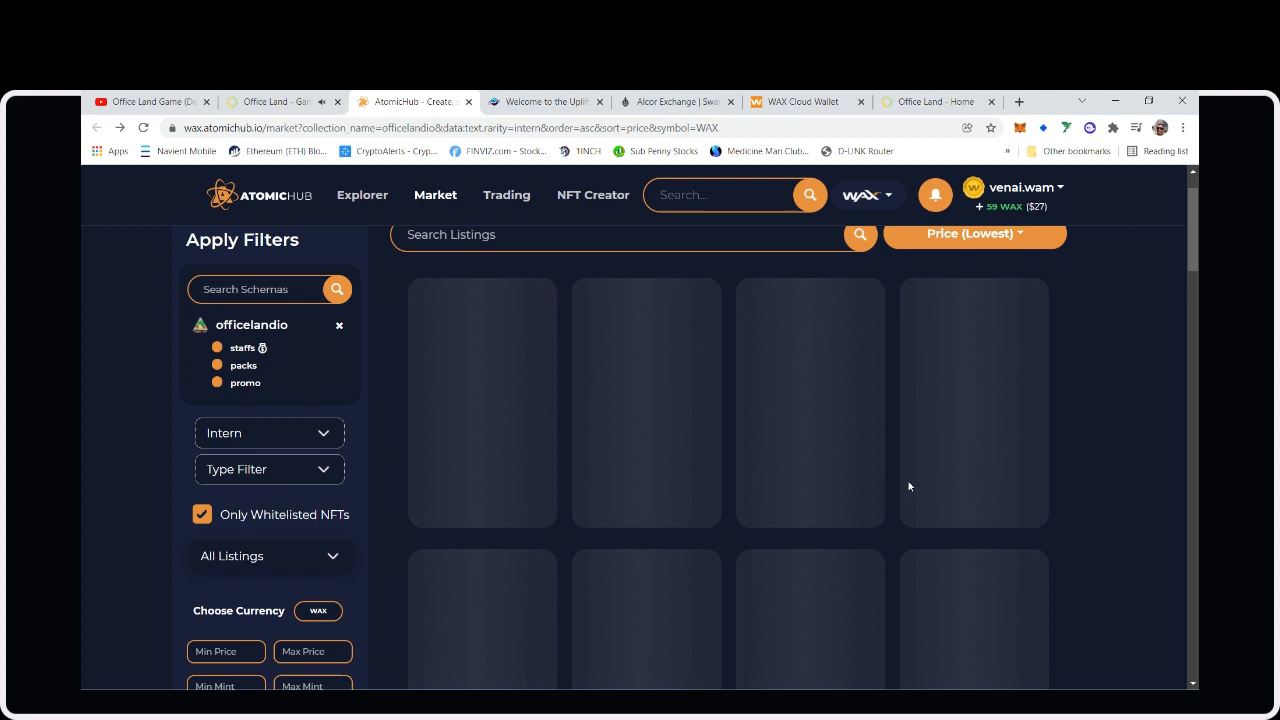 Office Land Game (D
Office Land - Gan
AtomicHub - Create,
Welcome to the Uplif
Alcor Exchange | Swap
WAX Cloud Wallet
Office Land - Home
wax.atomichub.io/market?collection_name=officelandio&data:text.rarity=intern&order=asc&sort=price&symbol=WAX
Apps
Navient Mobile
Ethereum (ETH) Blo...
CryptoAlerts - Cryp...
FINVIZ.com - Stock...
1INCH
Sub Penny Stocks
Medicine Man Club...
D-LINK Router
»
Other bookmarks
Reading list
ATOMICHUB
Explorer
Market
Trading
NFT Creator
Search...
WAX
venai.wam
+ 59 WAX ($27)
Apply Filters
Search Listings
Price (Lowest)
Search Schemas
officelandio
staffs
packs
promo
Intern
Type Filter
Only Whitelisted NFTs
All Listings
Choose Currency
WAX
Min Price
Max Price
Min Mint
Max Mint